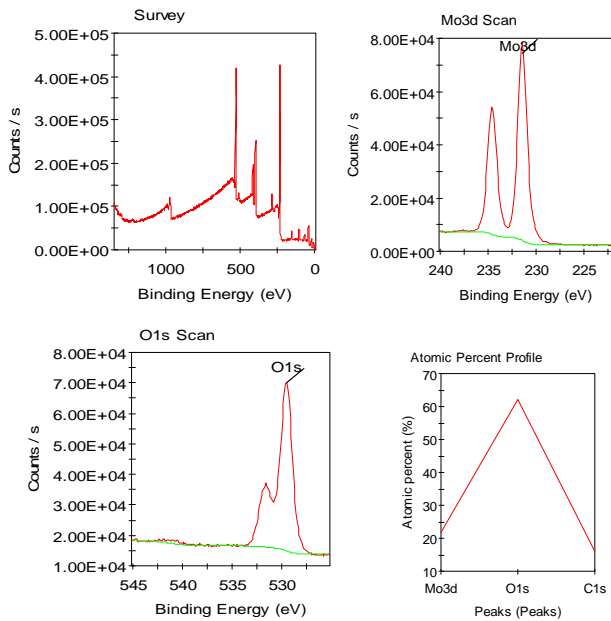 Survey
5.00E+05
4.00E+05
3.00E+05
2.00E+05
1.00E+05
0.00E+00
Counts / s
1000
500
0
Binding Energy (eV)
Mo3d Scan
Mo3d
8.00E+04
6.00E+04
4.00E+04
2.00E+04
0.00E+00
Counts / s
240
235
230
225
Binding Energy (eV)
O1s Scan
O1s
8.00E+04
7.00E+04
6.00E+04
5.00E+04
4.00E+04
3.00E+04
2.00E+04
1.00E+04
Counts / s
545
540
535
530
Binding Energy (eV)
Atomic Percent Profile
70
60
50
40
30
20
10
Atomic percent (%)
Mo3d
O1s
C1s
Peaks (Peaks)